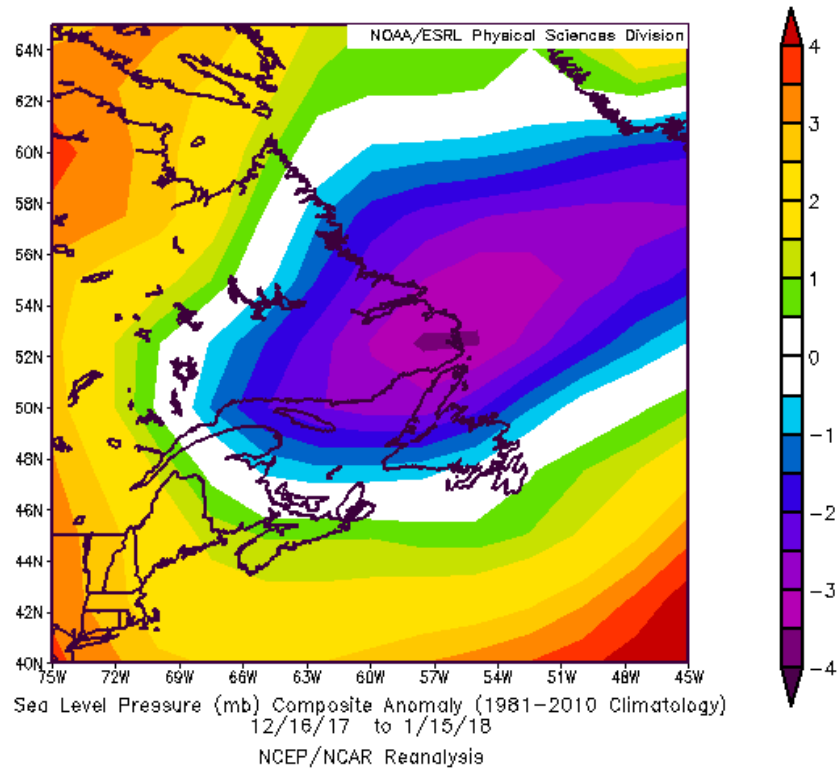 NOAA/ESRL Physical Sciences Division
64N
62N
60N
58N
56N
54N
52N
50N
48N
46N
44N
42N
40N
75W 72W 69W 66W 63W 60W 57W 54W 51W 48W 45W
4
3
2
1
0
-1
-2
-3
-4
Sea Level Pressure (mb) Composite Anomaly (1981-2010 Climatology)
12/16/17 to 1/15/18
NCEP/NCAR Reanalysis